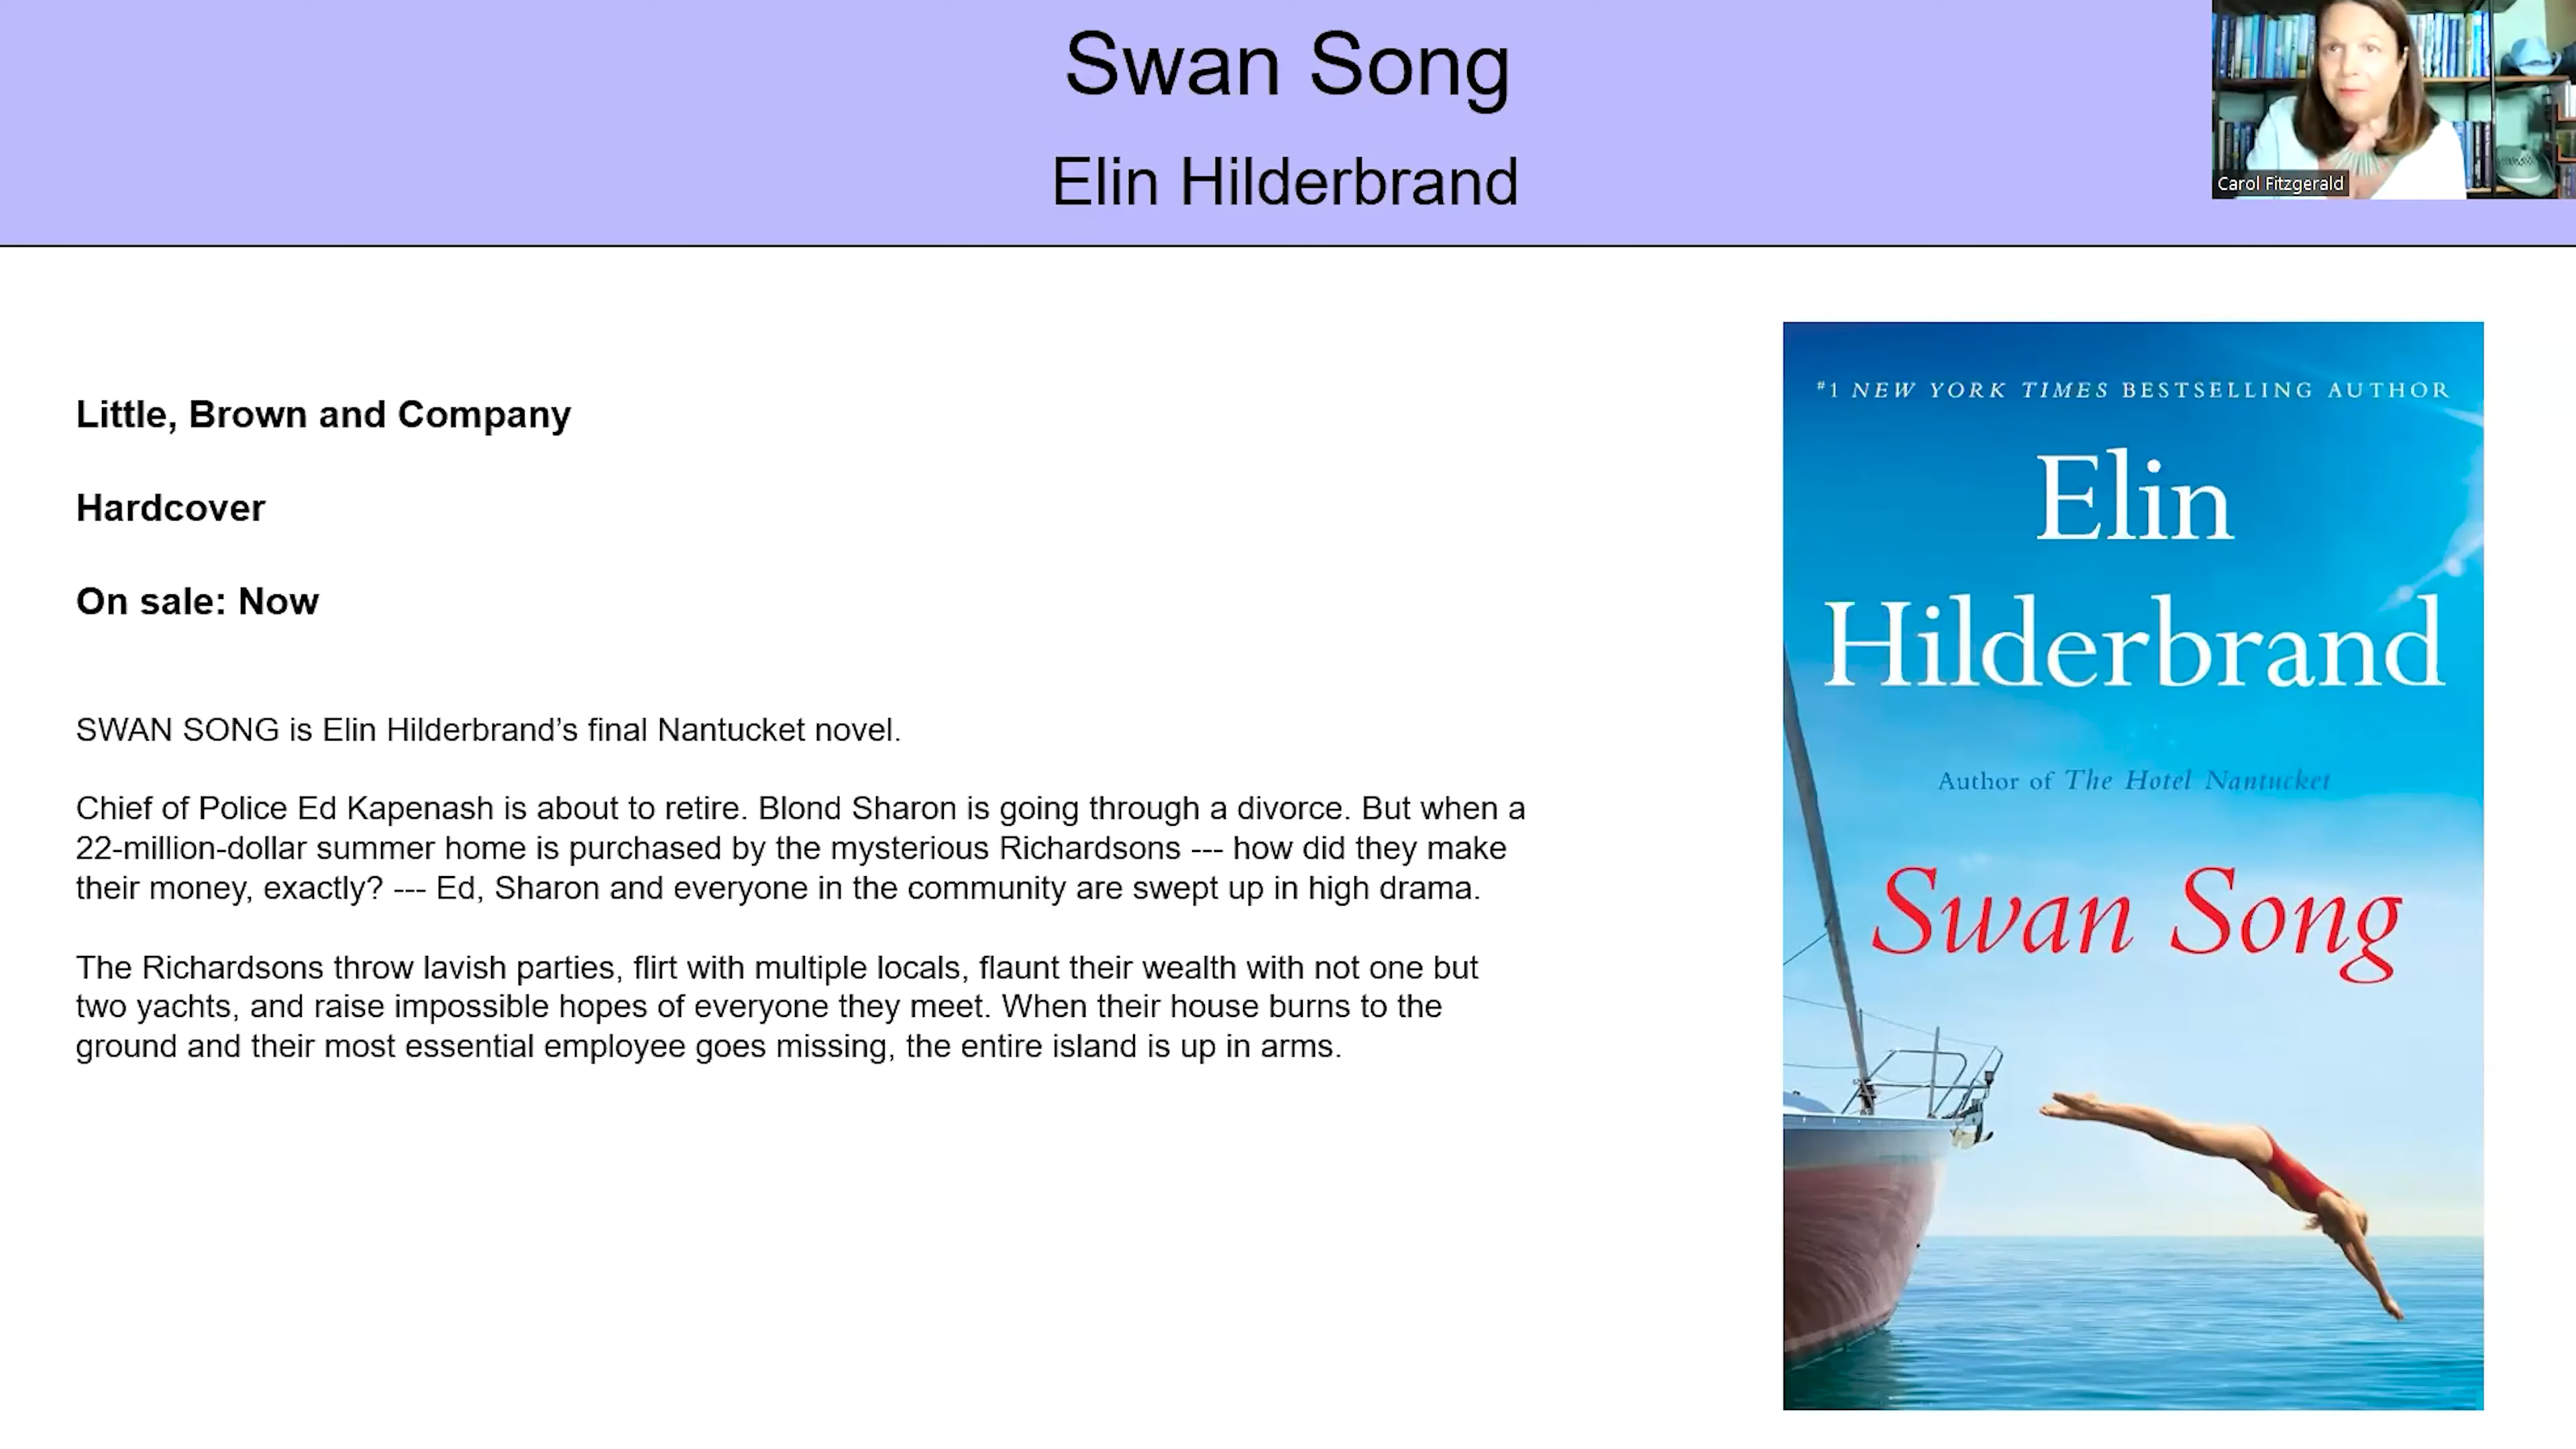 Swan Song
Elin Hilderbrand
Carol Fitzgerald
Little, Brown and Company
Hardcover
On sale: Now
SWAN SONG is Elin Hilderbrand’s final Nantucket novel.
Chief of Police Ed Kapenash is about to retire. Blond Sharon is going through a divorce. But when a
22-million-dollar summer home is purchased by the mysterious Richardsons --- how did they make
their money, exactly? --- Ed, Sharon and everyone in the community are swept up in high drama.
The Richardsons throw lavish parties, flirt with multiple locals, flaunt their wealth with not one but
two yachts, and raise impossible hopes of everyone they meet. When their house burns to the
ground and their most essential employee goes missing, the entire island is up in arms.
#1 NEW YORK TIMES BESTSELLING AUTHOR
Elin
Hilderbrand
Author of The Hotel Nantucket
Swan Song